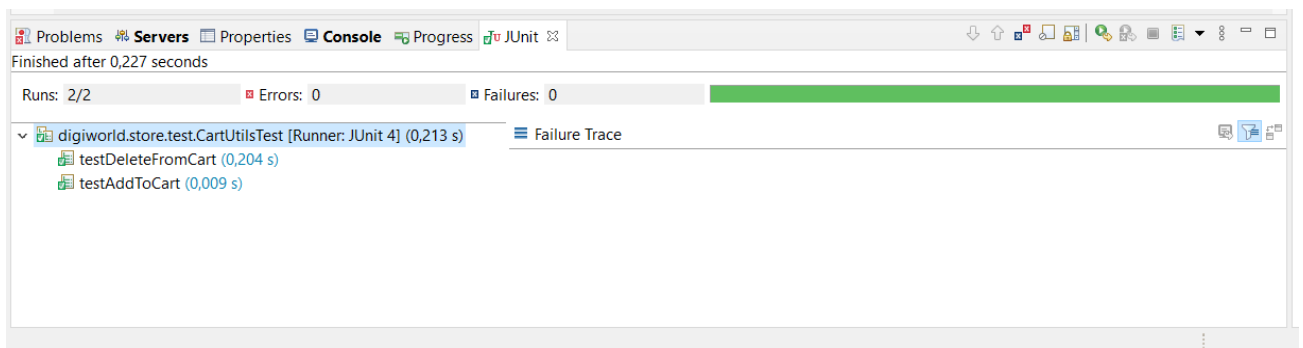 Problems Servers Properties Console Progress JUnit
Finished after 0,227 seconds
Runs: 2/2 Errors: 0 Failures: 0
digiworld.store.test.CartUtilsTest [Runner: JUnit 4] (0,213 s) Failure Trace
testDeleteFromCart (0,204 s)
testAddToCart (0,009 s)